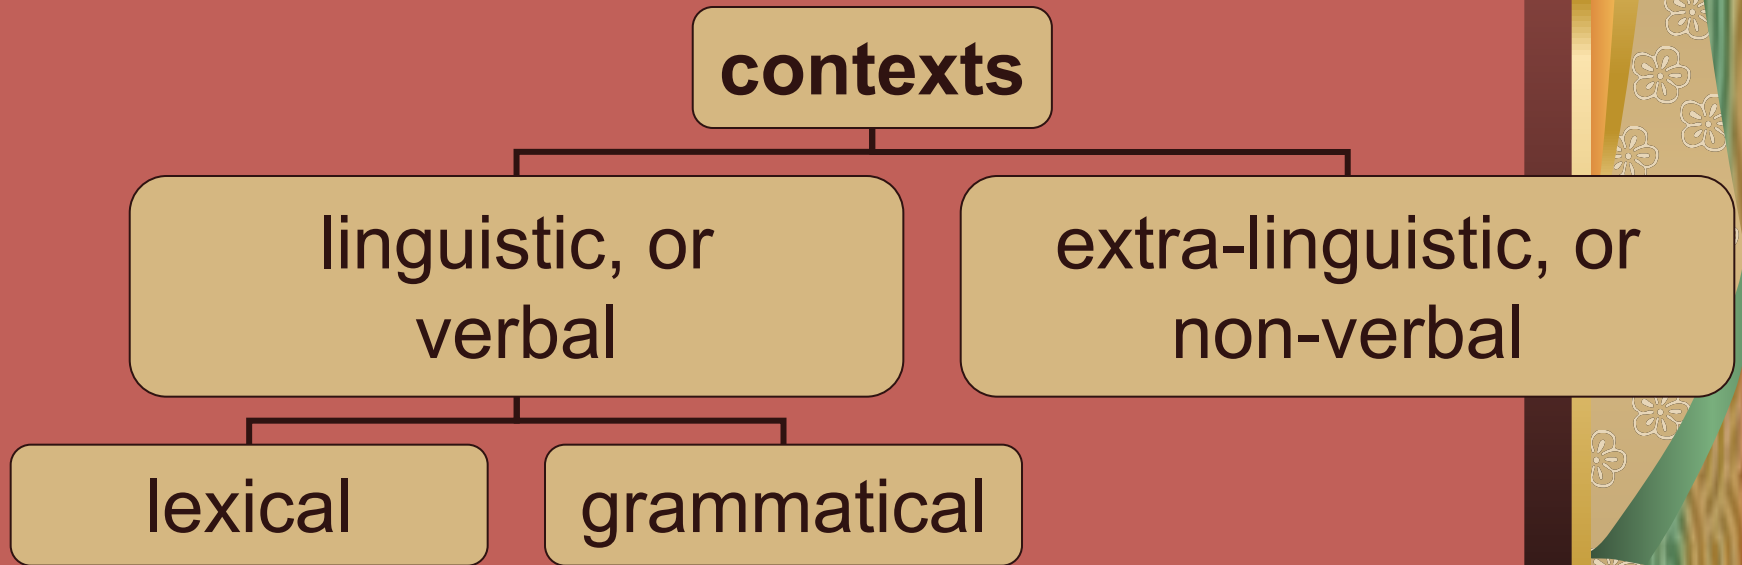 contexts
linguistic, or
verbal
extra-linguistic, or
non-verbal
lexical
grammatical